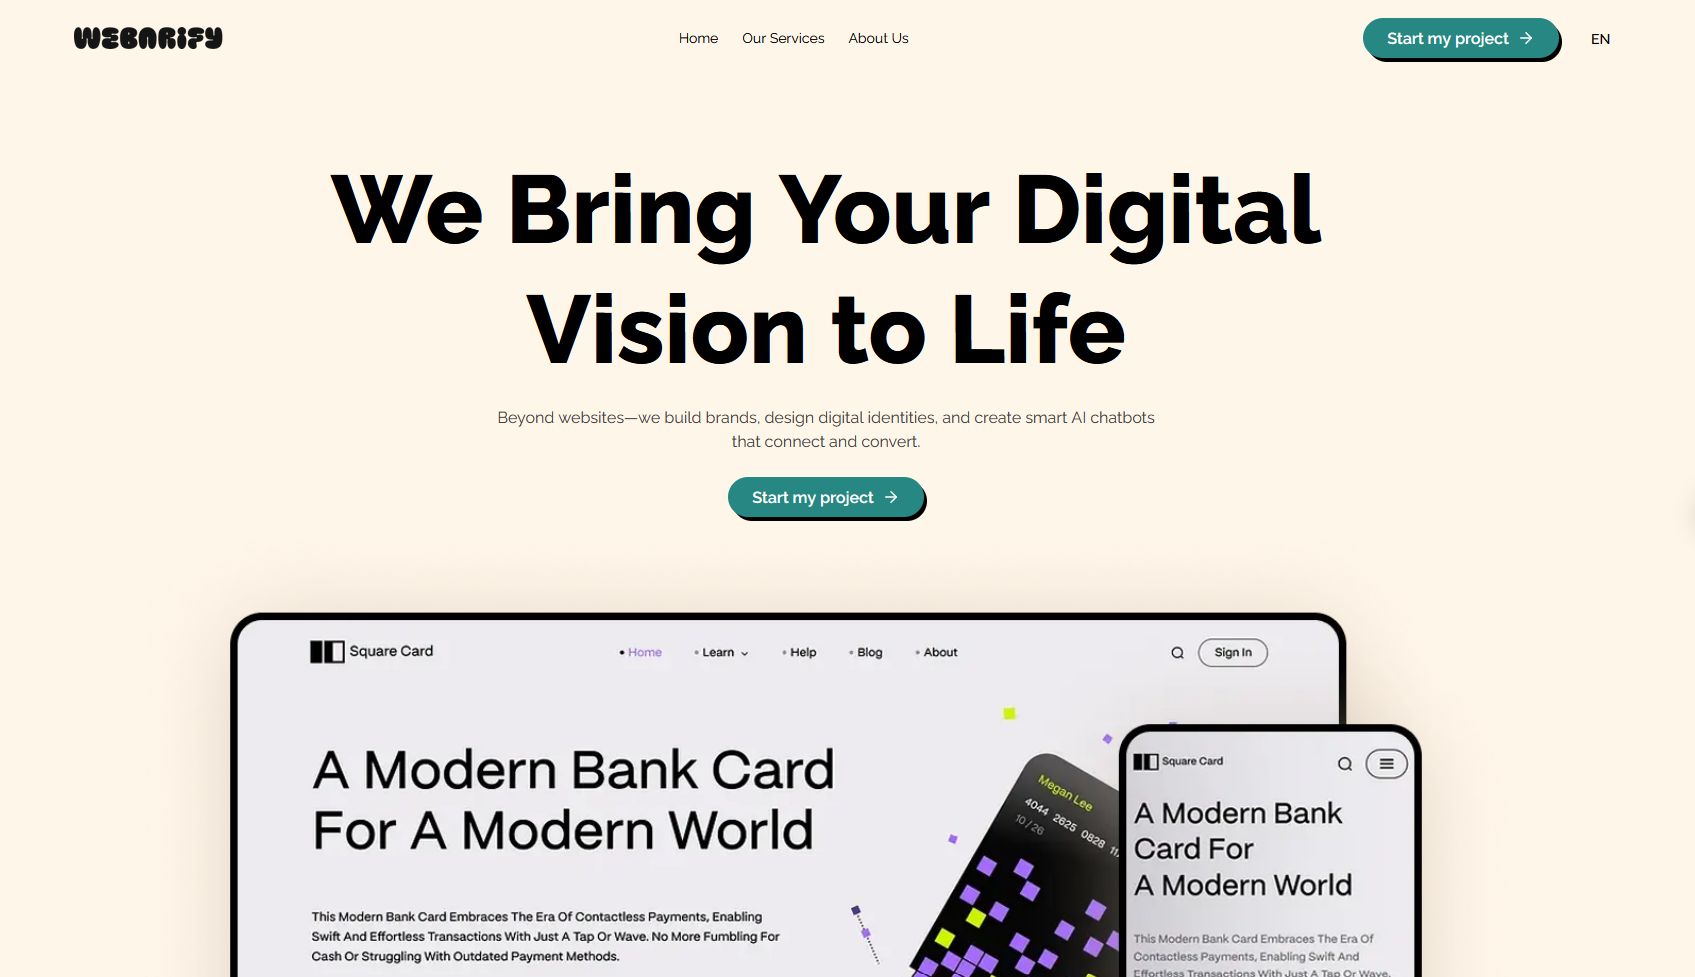 WEBARIFY
Home Our Services About Us
Start my project → EN
We Bring Your Digital
Vision to Life
Beyond websites—we build brands, design digital identities, and create smart AI chatbots
that connect and convert.
Start my project →
Square Card
• Home • Learn • Help • Blog • About
Sign In
A Modern Bank Card
For A Modern World
This Modern Bank Card Embraces The Era Of Contactless Payments, Enabling
Swift And Effortless Transactions With Just A Tap Or Wave. No More Fumbling For
Cash Or Struggling With Outdated Payment Methods.
Megan Lee
4044 2625 0828
10/26
Square Card
A Modern Bank
Card For
A Modern World
This Modern Bank Card Embraces The Era Of
Contactless Payments, Enabling Swift And
Effortless Transactions With Just A Tap Or Wave.